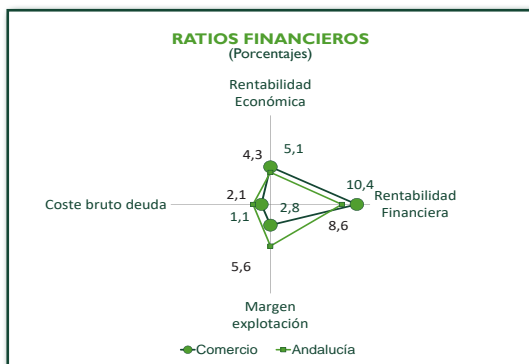 RATIOS FINANCIEROS
(Porcentajes)
Rentabilidad
Económica
4,3
5,1
10,4
Rentabilidad
Financiera
Coste bruto deuda
2,1
1,1
2,8
8,6
5,6
Margen
explotación
Comercio
Andalucía